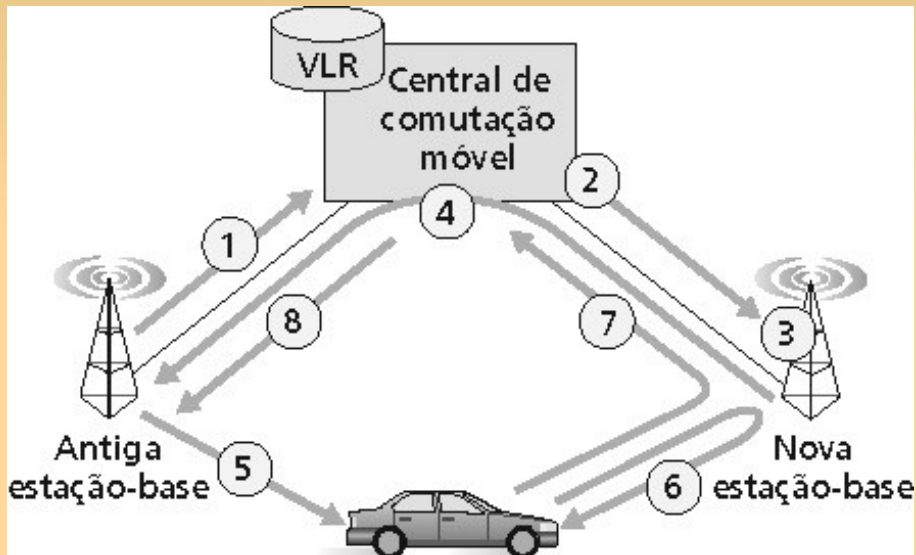 VLR
Central de
comutação
móvel
2
4
1
8
7
3
Antiga
estação-base
5
6
Nova
estação-base